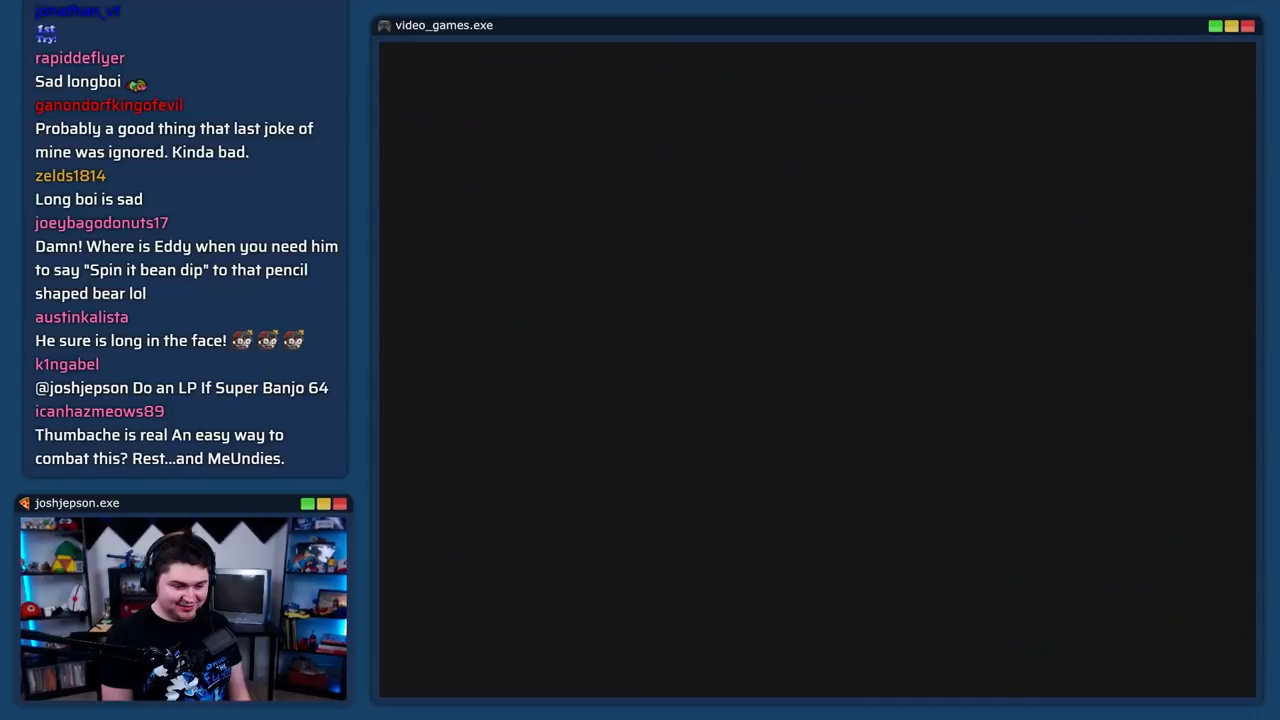 jonathan_vt
1st
Try!
rapiddeflyer
Sad longboi
ganondorfkingofevil
Probably a good thing that last joke of
mine was ignored. Kinda bad.
zelds1814
Long boi is sad
joeybagodonuts17
Damn! Where is Eddy when you need him
to say "Spin it bean dip" to that pencil
shaped bear lol
austinkalista
He sure is long in the face!
k1ngabel
@joshjepson Do an LP If Super Banjo 64
icanhazmeows89
Thumbache is real An easy way to
combat this? Rest...and MeUndies.
joshjepson.exe
video_games.exe